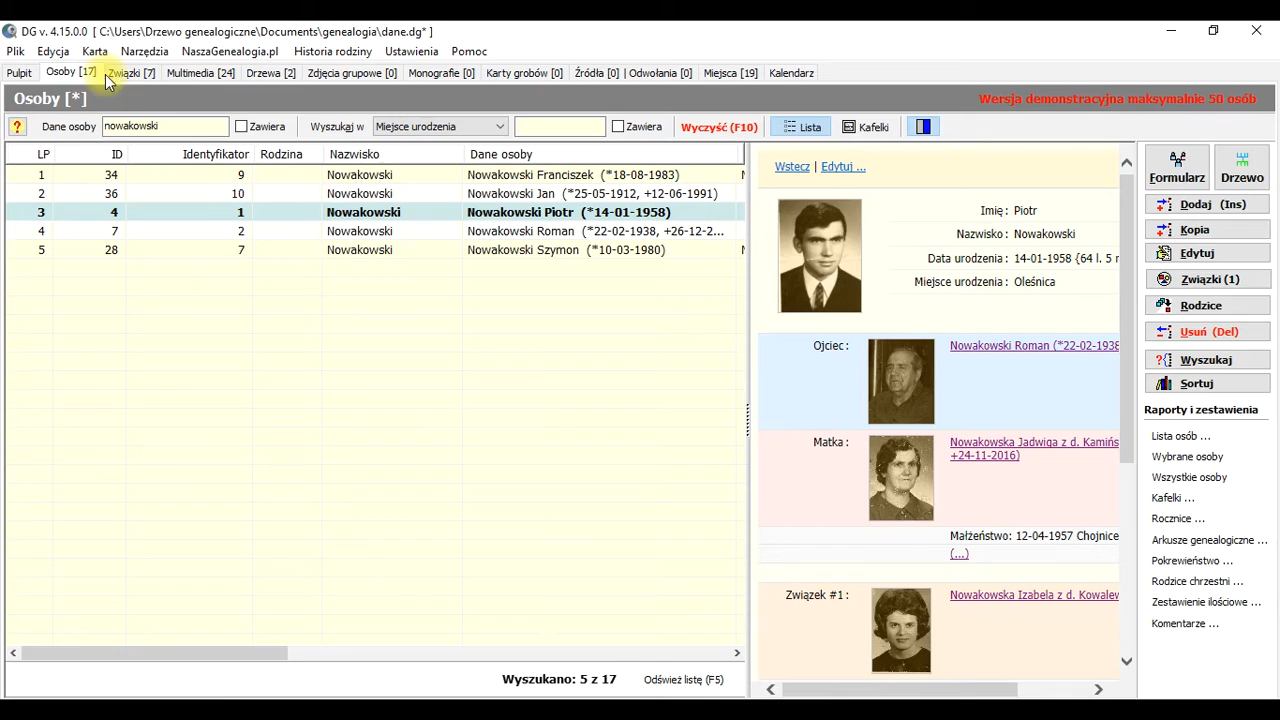 DG v. 4.15.0.0 [ C:\Users\Drzewo genealogiczne\Documents\genealogia\dane.dg* ]
Plik Edycja Karta Narzędzia NaszaGenealogia.pl Historia rodziny Ustawienia Pomoc
Pulpit Osoby [17] Związki [7] Multimedia [24] Drzewa [2] Zdjęcia grupowe [0] Monografie [0] Karty grobów [0] Źródła [0] | Odwołania [0] Miejsca [19] Kalendarz
Osoby [*] Wersja demonstracyjna maksymalnie 50 osób
? Dane osoby nowakowski Zawiera Wyszukaj w Miejsce urodzenia Zawiera Wyczyść (F10) Lista Kafelki
LP ID Identyfikator Rodzina Nazwisko Dane osoby
1 34 9 Nowakowski Nowakowski Franciszek (*18-08-1983)
2 36 10 Nowakowski Nowakowski Jan (*25-05-1912, +12-06-1991)
3 4 1 Nowakowski Nowakowski Piotr (*14-01-1958)
4 7 2 Nowakowski Nowakowski Roman (*22-02-1938, +26-12-2...
5 28 7 Nowakowski Nowakowski Szymon (*10-03-1980)
Wyszukano: 5 z 17 Odśwież listę (F5)
Wstecz | Edytuj ...
Imię : Piotr
Nazwisko : Nowakowski
Data urodzenia : 14-01-1958 {64 l. 5 m
Miejsce urodzenia : Oleśnica
Ojciec : Nowakowski Roman (*22-02-1938
Matka : Nowakowska Jadwiga z d. Kamińs
+24-11-2016)
Małżeństwo: 12-04-1957 Chojnice
(...)
Związek #1 : Nowakowska Izabela z d. Kowalew
Formularz Drzewo
Dodaj (Ins)
Kopia
Edytuj
Związki (1)
Rodzice
Usuń (Del)
Wyszukaj
Sortuj
Raporty i zestawienia
Lista osób ...
Wybrane osoby
Wszystkie osoby
Kafelki ...
Rocznice ...
Arkusze genealogiczne ...
Pokrewieństwo ...
Rodzice chrzestni ...
Zestawienie ilościowe ...
Komentarze ...